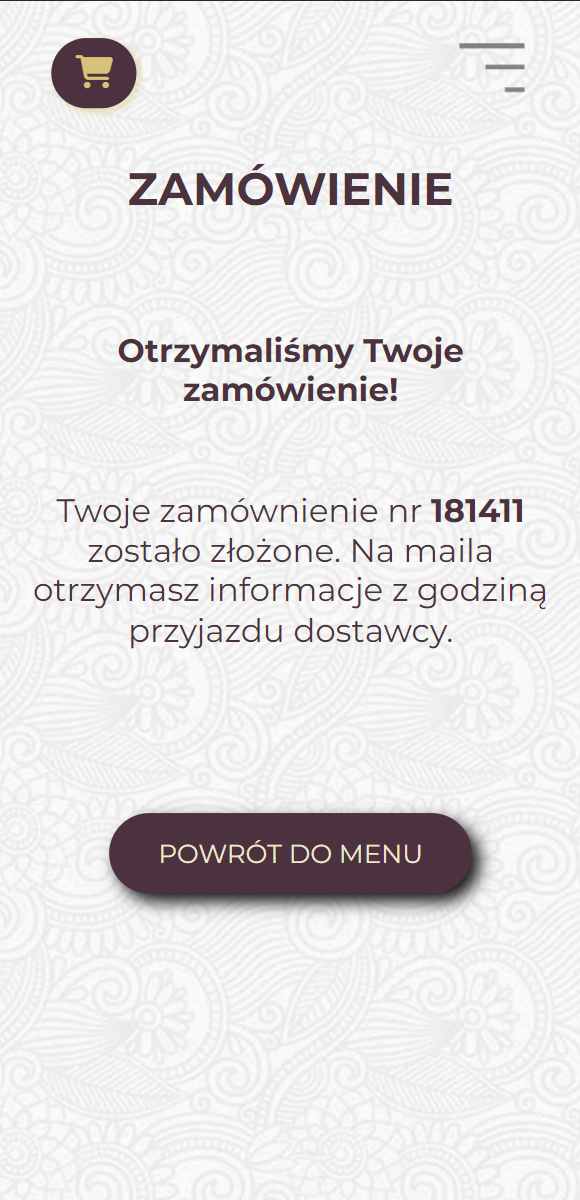 ZAMÓWIENIE
Otrzymaliśmy Twoje
zamówienie!
Twoje zamównienie nr 181411
zostało złożone. Na maila
otrzymasz informacje z godziną
przyjazdu dostawcy.
POWRÓT DO MENU